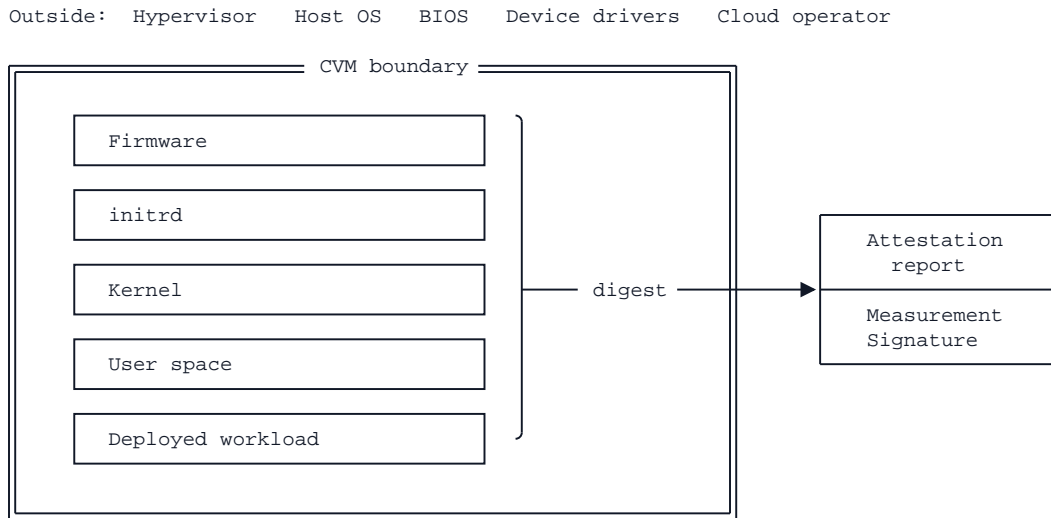 Outside: Hypervisor Host OS BIOS Device drivers Cloud operator
CVM boundary
Firmware
initrd
Kernel
User space
Deployed workload
digest
Attestation
report
Measurement
Signature